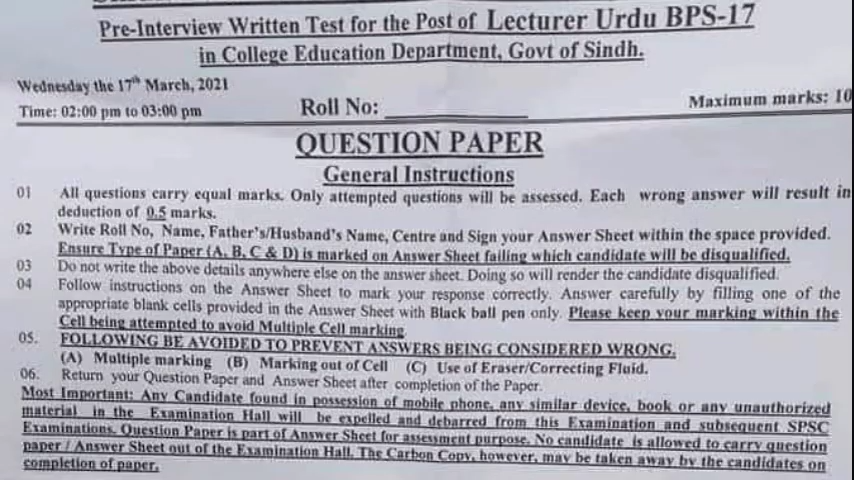 Pre-Interview Written Test for the Post of Lecturer Urdu BPS-17
in College Education Department, Govt of Sindh.
Wednesday the 17th March, 2021
Time: 02:00 pm to 03:00 pm Roll No: Maximum marks: 10
QUESTION PAPER
General Instructions
01 All questions carry equal marks. Only attempted questions will be assessed. Each wrong answer will result in
deduction of 0.5 marks.
02 Write Roll No, Name, Father's/Husband's Name, Centre and Sign your Answer Sheet within the space provided.
Ensure Type of Paper (A, B, C & D) is marked on Answer Sheet failing which candidate will be disqualified.
03 Do not write the above details anywhere else on the answer sheet. Doing so will render the candidate disqualified.
04 Follow instructions on the Answer Sheet to mark your response correctly. Answer carefully by filling one of the
appropriate blank cells provided in the Answer Sheet with Black ball pen only. Please keep your marking within the
Cell being attempted to avoid Multiple Cell marking
05. FOLLOWING BE AVOIDED TO PREVENT ANSWERS BEING CONSIDERED WRONG.
(A) Multiple marking (B) Marking out of Cell (C) Use of Eraser/Correcting Fluid.
06. Return your Question Paper and Answer Sheet after completion of the Paper.
Most Important: Any Candidate found in possession of mobile phone, any similar device, book or any unauthorized
material in the Examination Hall will be expelled and debarred from this Examination and subsequent SPSC
Examinations. Question Paper is part of Answer Sheet for assessment purpose. No candidate is allowed to carry question
paper / Answer Sheet out of the Examination Hall. The Carbon Copy, however, may be taken away by the candidates on
completion of paper.